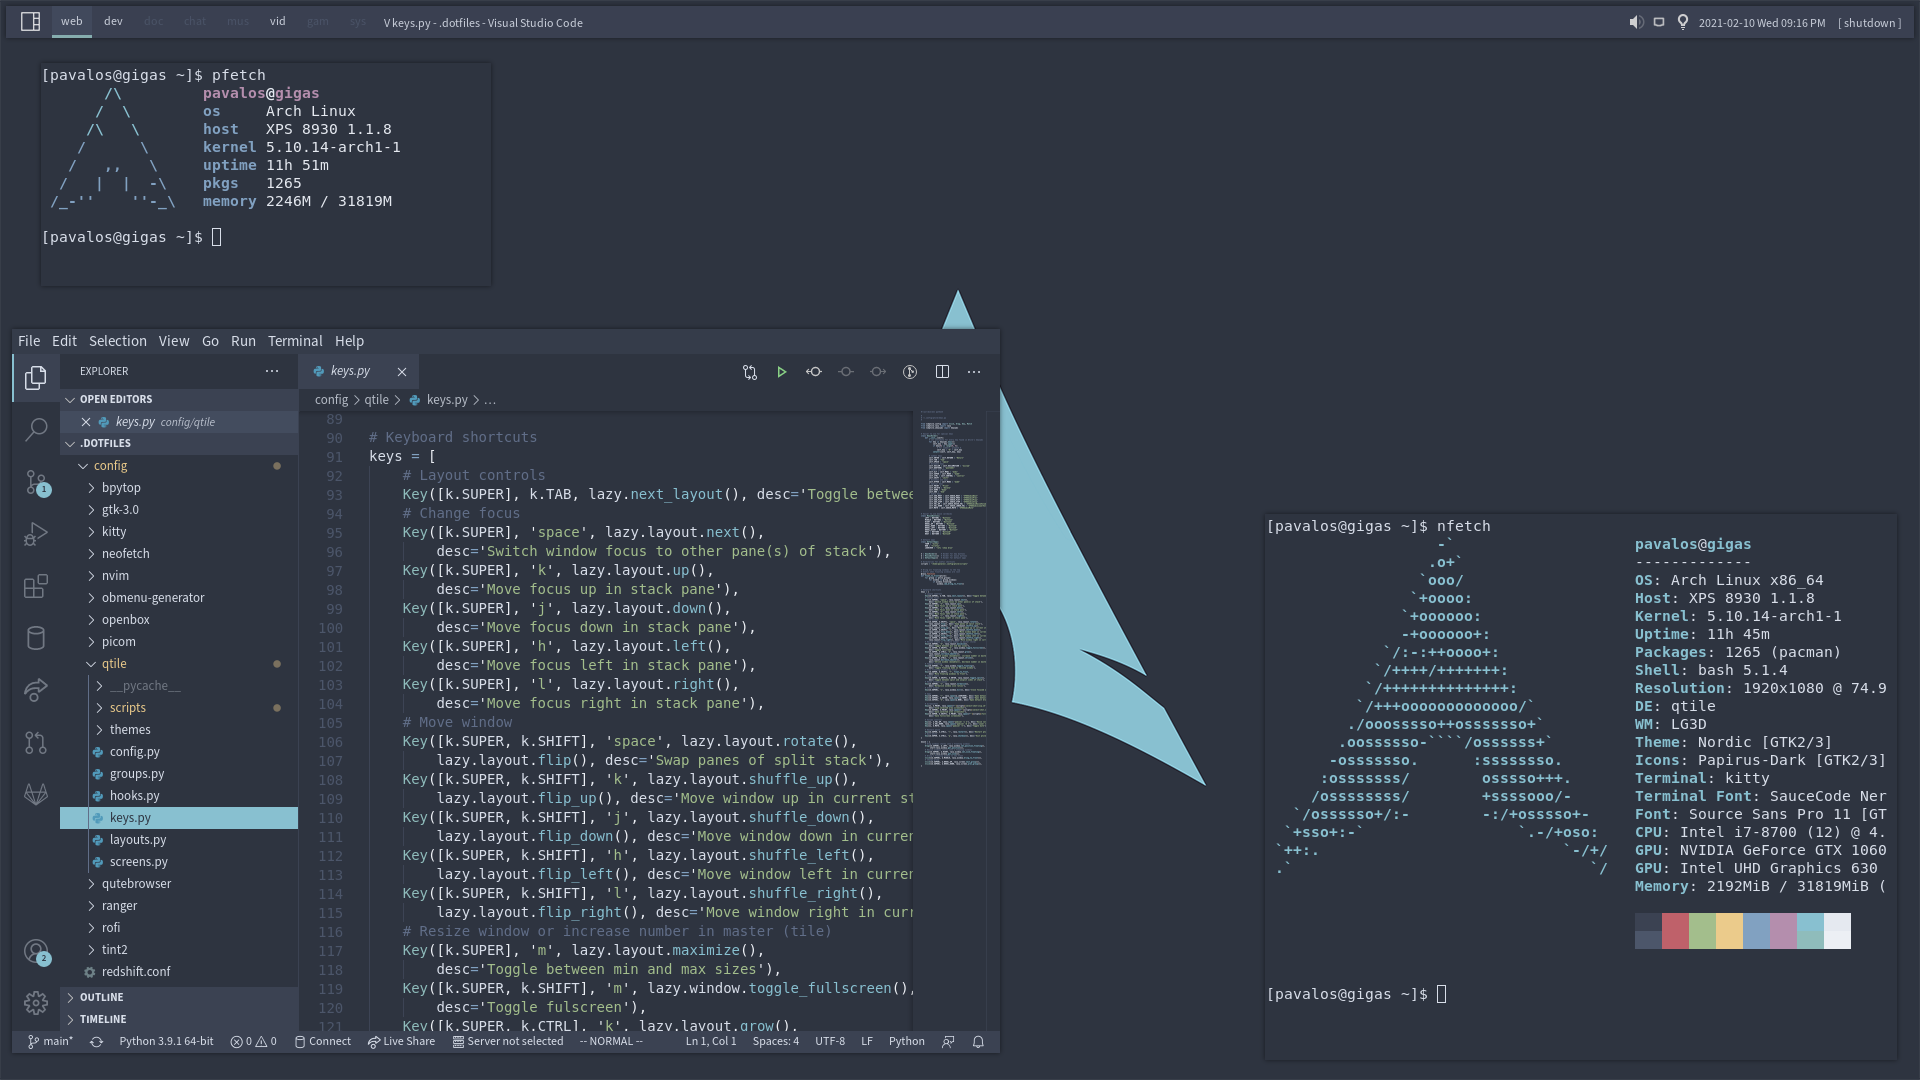 web dev doc chat mus vid gam sys V keys.py - .dotfiles - Visual Studio Code 2021-02-10 Wed 09:16 PM [ shutdown ]
[pavalos@gigas ~]$ pfetch
/\ pavalos@gigas
/ \ os Arch Linux
/\ \ host XPS 8930 1.1.8
/ \ kernel 5.10.14-arch1-1
/ ,, \ uptime 11h 51m
/ | | -\ pkgs 1265
/_-'' ''-_\ memory 2246M / 31819M
[pavalos@gigas ~]$
File Edit Selection View Go Run Terminal Help
EXPLORER
OPEN EDITORS
keys.py config/qtile
.DOTFILES
config
bpytop
gtk-3.0
kitty
neofetch
nvim
obmenu-generator
openbox
picom
qtile
__pycache__
scripts
themes
config.py
groups.py
hooks.py
keys.py
layouts.py
screens.py
qutebrowser
ranger
rofi
tint2
redshift.conf
OUTLINE
TIMELINE
1
2
keys.py
config > qtile > keys.py > ...
89
90 # Keyboard shortcuts
91 keys = [
92 # Layout controls
93 Key([k.SUPER], k.TAB, lazy.next_layout(), desc='Toggle betwee
94 # Change focus
95 Key([k.SUPER], 'space', lazy.layout.next(),
96 desc='Switch window focus to other pane(s) of stack'),
97 Key([k.SUPER], 'k', lazy.layout.up(),
98 desc='Move focus up in stack pane'),
99 Key([k.SUPER], 'j', lazy.layout.down(),
100 desc='Move focus down in stack pane'),
101 Key([k.SUPER], 'h', lazy.layout.left(),
102 desc='Move focus left in stack pane'),
103 Key([k.SUPER], 'l', lazy.layout.right(),
104 desc='Move focus right in stack pane'),
105 # Move window
106 Key([k.SUPER, k.SHIFT], 'space', lazy.layout.rotate(),
107 lazy.layout.flip(), desc='Swap panes of split stack'),
108 Key([k.SUPER, k.SHIFT], 'k', lazy.layout.shuffle_up(),
109 lazy.layout.flip_up(), desc='Move window up in current st
110 Key([k.SUPER, k.SHIFT], 'j', lazy.layout.shuffle_down(),
111 lazy.layout.flip_down(), desc='Move window down in curren
112 Key([k.SUPER, k.SHIFT], 'h', lazy.layout.shuffle_left(),
113 lazy.layout.flip_left(), desc='Move window left in curren
114 Key([k.SUPER, k.SHIFT], 'l', lazy.layout.shuffle_right(),
115 lazy.layout.flip_right(), desc='Move window right in curr
116 # Resize window or increase number in master (tile)
117 Key([k.SUPER], 'm', lazy.layout.maximize(),
118 desc='Toggle between min and max sizes'),
119 Key([k.SUPER, k.SHIFT], 'm', lazy.window.toggle_fullscreen(),
120 desc='Toggle fulscreen'),
121 Key([k.SUPER, k.CTRL], 'k', lazy.layout.grow(),
main* Python 3.9.1 64-bit 0 0 Connect Live Share Server not selected -- NORMAL -- Ln 1, Col 1 Spaces: 4 UTF-8 LF Python
[pavalos@gigas ~]$ nfetch
-` pavalos@gigas
.o+` -------------
`ooo/ OS: Arch Linux x86_64
`+oooo: Host: XPS 8930 1.1.8
`+oooooo: Kernel: 5.10.14-arch1-1
-+oooooo+: Uptime: 11h 45m
`/:-:++oooo+: Packages: 1265 (pacman)
`/++++/+++++++: Shell: bash 5.1.4
`/++++++++++++++: Resolution: 1920x1080 @ 74.9
`/+++ooooooooooooo/` DE: qtile
./ooosssso++osssssso+` WM: LG3D
.oossssso-````/ossssss+` Theme: Nordic [GTK2/3]
-osssssso. :ssssssso. Icons: Papirus-Dark [GTK2/3]
:osssssss/ osssso+++. Terminal: kitty
/ossssssss/ +ssssooo/- Terminal Font: SauceCode Ner
`/ossssso+/:- -:/+osssso+- Font: Source Sans Pro 11 [GT
`+sso+:-` `.-/+oso: CPU: Intel i7-8700 (12) @ 4.
`++:. `-/+/ GPU: NVIDIA GeForce GTX 1060
.` `/ GPU: Intel UHD Graphics 630
Memory: 2192MiB / 31819MiB (
[pavalos@gigas ~]$